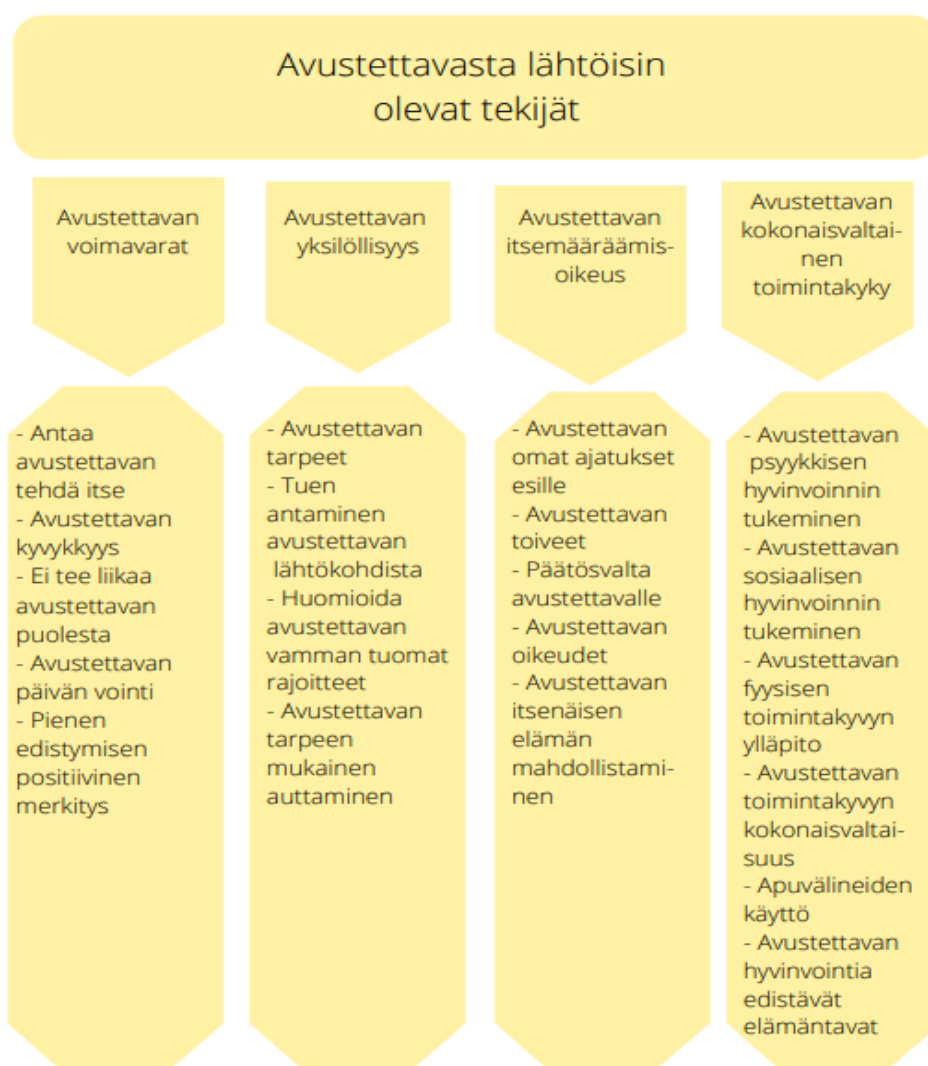 Avustettavasta lähtöisin
olevat tekijät
Avustettavan
voimavarat
Avustettavan
yksilöllisyys
Avustettavan
itsemääräämis-
oikeus
Avustettavan
kokonaisvaltai-
nen
toimintakyky
- Antaa
avustettavan
tehdä itse
- Avustettavan
kyvykkyys
- Ei tee liikaa
avustettavan
puolesta
- Avustettavan
päivän vointi
- Pienen
edistymisen
positiivinen
merkitys
- Avustettavan
tarpeet
- Tuen
antaminen
avustettavan
lähtökohdista
- Huomioida
avustettavan
vamman tuomat
rajoitteet
- Avustettavan
tarpeen
mukainen
auttaminen
- Avustettavan
omat ajatukset
esille
- Avustettavan
toiveet
- Päätösvalta
avustettavalle
- Avustettavan
oikeudet
- Avustettavan
itsenäisen
elämän
mahdollistami-
nen
- Avustettavan
psyykkisen
hyvinvoinnin
tukeminen
- Avustettavan
sosiaalisen
hyvinvoinnin
tukeminen
- Avustettavan
fyysisen
toimintakyvyn
ylläpito
- Avustettavan
toimintakyvyn
kokonaisvaltai-
suus
- Apuvälineiden
käyttö
- Avustettavan
hyvinvointia
edistävät
elämäntavat